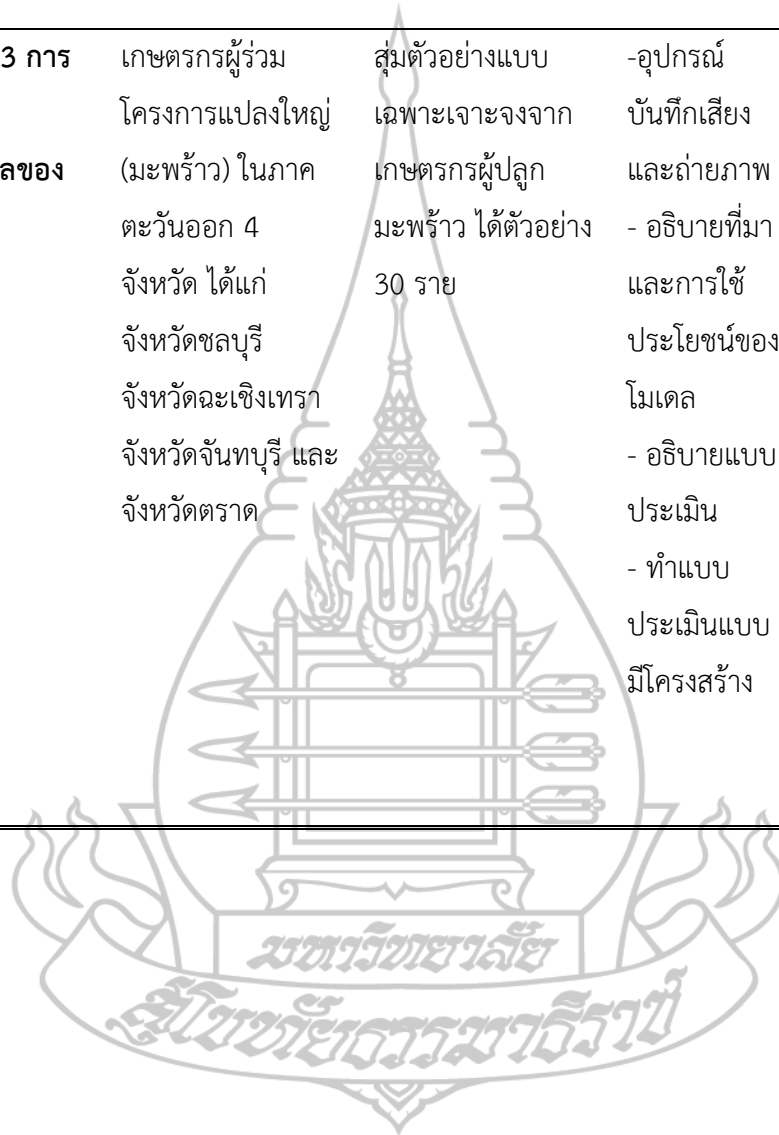 3 การ
ลของ
เกษตรกรผู้ร่วม
โครงการแปลงใหญ่
(มะพร้าว) ในภาค
ตะวันออก 4
จังหวัด ได้แก่
จังหวัดชลบุรี
จังหวัดฉะเชิงเทรา
จังหวัดจันทบุรี และ
จังหวัดตราด
สุ่มตัวอย่างแบบ
เฉพาะเจาะจงจาก
เกษตรกรผู้ปลูก
มะพร้าว ได้ตัวอย่าง
30 ราย
-อุปกรณ์
บันทึกเสียง
และถ่ายภาพ
- อธิบายที่มา
และการใช้
ประโยชน์ของ
โมเดล
- อธิบายแบบ
ประเมิน
- ทำแบบ
ประเมินแบบ
มีโครงสร้าง
มหาวิทยาลัย
สุโขทัยธรรมาธิราช